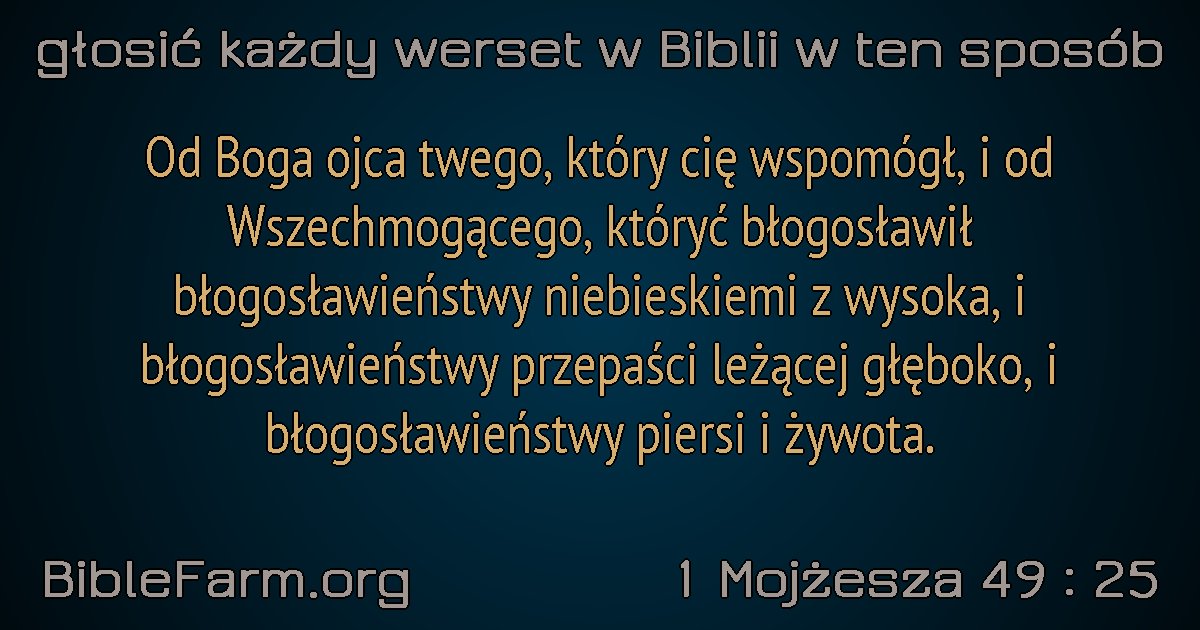 głosić każdy werset w Biblii w ten sposób
Od Boga ojca twego, który cię wspomógł, i od
Wszechmogącego, któryć błogosławił
błogosławieństwy niebieskiemi z wysoka, i
błogosławieństwy przepaści leżącej głęboko, i
błogosławieństwy piersi i żywota.
BibleFarm.org
1 Mojżesza 49 : 25